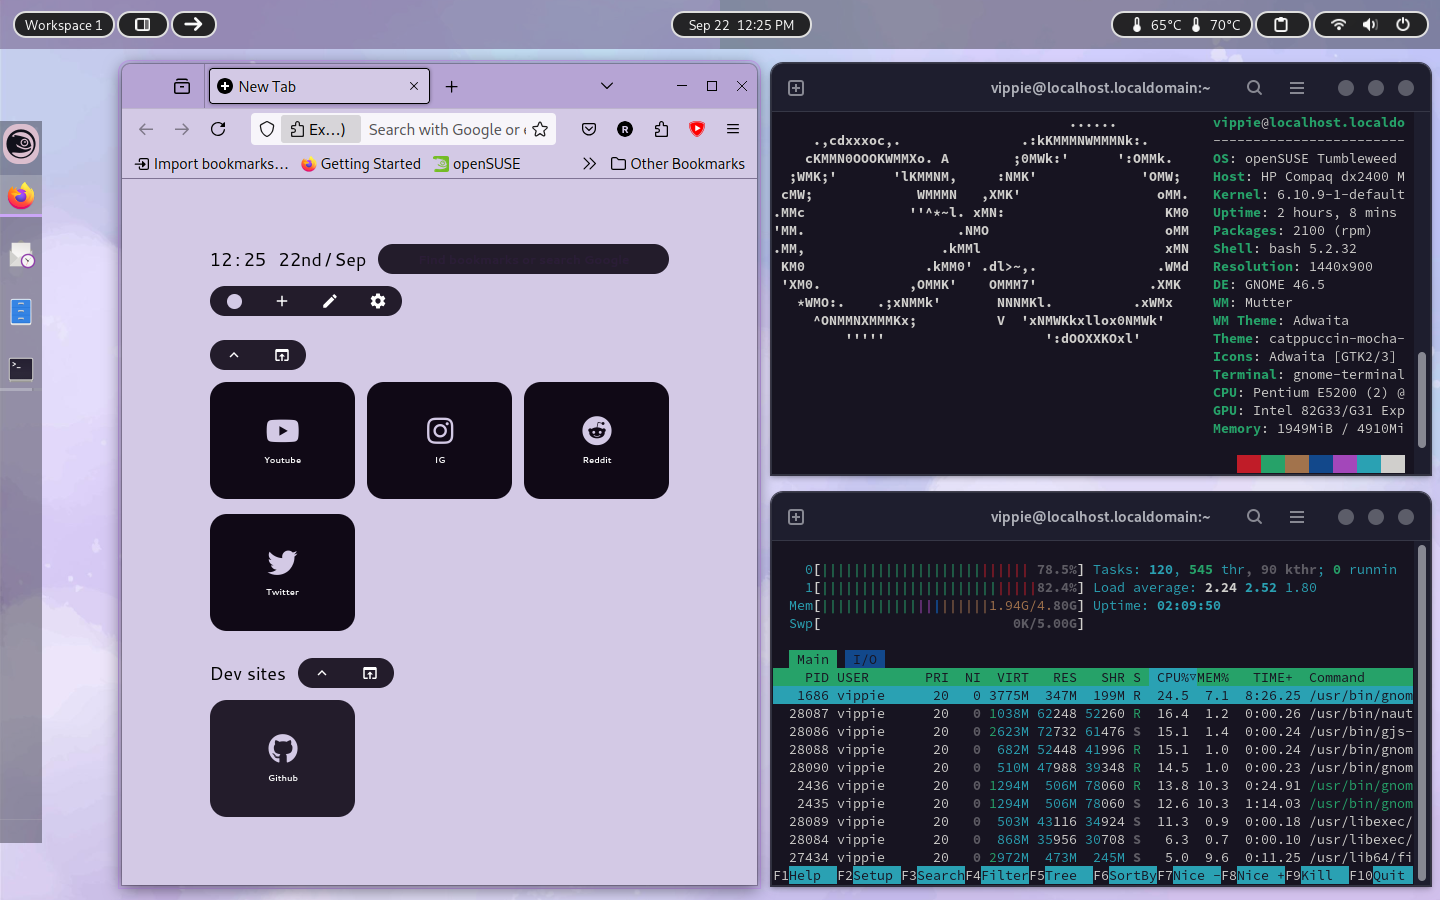 Workspace 1
Sep 22 12:25 PM
65°C 70°C
New Tab
Ex...)
Search with Google or e
Import bookmarks...
Getting Started
openSUSE
Other Bookmarks
12:25 22nd/Sep
Youtube
IG
Reddit
Twitter
Dev sites
Github
vippie@localhost.localdomain:~
......
.,cdxxxoc,. .:kKMMMNWMMMNk:.
cKMMN0OOOKWMMXo. A ;0MWk:' ':OMMk.
;WMK;' 'lKMMNM, :NMK' 'OMW;
cMW; WMMMN ,XMK' oMM.
.MMc ''^*~l. xMN: KM0
'MM. .NMO oMM
.MM, .kMMl xMN
KM0 .kMM0' .dl>~,. .WMd
'XM0. ,OMMK' OMMM7' .XMK
*WMO:. .;xNMMk' NNNMKl. .xWMx
^ONMMNXMMMKx; V 'xNMWKkxllox0NMWk'
''''' ':dOOXXKOxl'
vippie@localhost.localdo
------------------------
OS: openSUSE Tumbleweed
Host: HP Compaq dx2400 M
Kernel: 6.10.9-1-default
Uptime: 2 hours, 8 mins
Packages: 2100 (rpm)
Shell: bash 5.2.32
Resolution: 1440x900
DE: GNOME 46.5
WM: Mutter
WM Theme: Adwaita
Theme: catppuccin-mocha-
Icons: Adwaita [GTK2/3]
Terminal: gnome-terminal
CPU: Pentium E5200 (2) @
GPU: Intel 82G33/G31 Exp
Memory: 1949MiB / 4910Mi
vippie@localhost.localdomain:~
0[|||||||||||||||||||||||||| 78.5%] Tasks: 120, 545 thr, 90 kthr; 0 runnin
1[|||||||||||||||||||||||||||82.4%] Load average: 2.24 2.52 1.80
Mem[|||||||||||||||||||||1.94G/4.80G] Uptime: 02:09:50
Swp[ 0K/5.00G]
Main I/O
PID USER PRI NI VIRT RES SHR S CPU%▽MEM% TIME+ Command
1686 vippie 20 0 3775M 347M 199M R 24.5 7.1 8:26.25 /usr/bin/gnom
28087 vippie 20 0 1038M 62248 52260 R 16.4 1.2 0:00.26 /usr/bin/naut
28086 vippie 20 0 2623M 72732 61476 S 15.1 1.4 0:00.24 /usr/bin/gjs-
28088 vippie 20 0 682M 52448 41996 R 15.1 1.0 0:00.24 /usr/bin/gnom
28090 vippie 20 0 510M 47988 39348 R 14.5 1.0 0:00.23 /usr/bin/gnom
2436 vippie 20 0 1294M 506M 78060 R 13.8 10.3 0:24.91 /usr/bin/gnom
2435 vippie 20 0 1294M 506M 78060 S 12.6 10.3 1:14.03 /usr/bin/gnom
28089 vippie 20 0 503M 43116 34924 S 11.3 0.9 0:00.18 /usr/libexec/
28084 vippie 20 0 868M 35956 30708 S 6.3 0.7 0:00.10 /usr/libexec/
27434 vippie 20 0 2972M 473M 245M S 5.0 9.6 0:11.25 /usr/lib64/fi
F1Help F2Setup F3SearchF4FilterF5Tree F6SortByF7Nice -F8Nice +F9Kill F10Quit